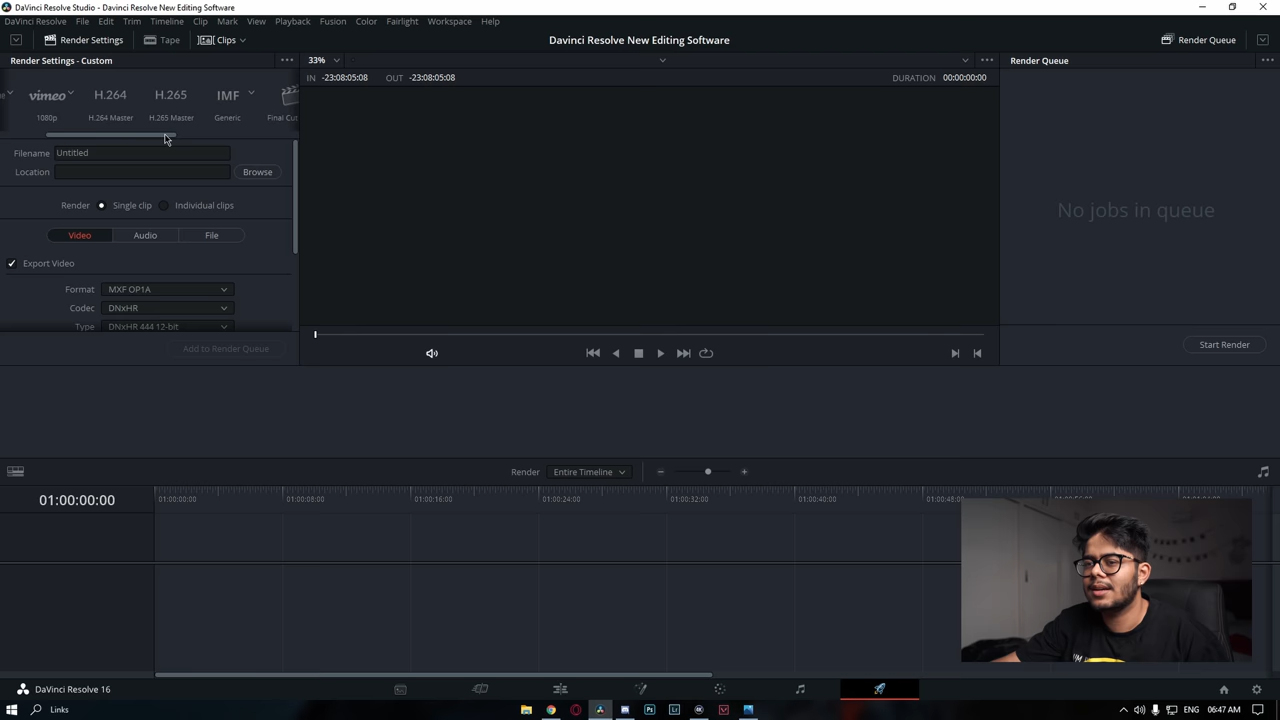 DaVinci Resolve Studio - Davinci Resolve New Editing Software
DaVinci Resolve File Edit Trim Timeline Clip Mark View Playback Fusion Color Fairlight Workspace Help
Render Settings Tape Clips Davinci Resolve New Editing Software Render Queue
Render Settings - Custom 33% Render Queue
IN -23:08:05:08 OUT -23:08:05:08 DURATION 00:00:00:00
vimeo H.264 H.265 IMF
1080p H.264 Master H.265 Master Generic Final Cut
Filename Untitled
Location Browse
Render Single clip Individual clips
No jobs in queue
Video Audio File
Export Video
Format MXF OP1A
Codec DNxHR
Type DNxHR 444 12-bit
Add to Render Queue Start Render
Render Entire Timeline
01:00:00:00 01:00:00:00 01:00:08:00 01:00:16:00 01:00:24:00 01:00:32:00 01:00:40:00 01:00:48:00
DaVinci Resolve 16
Links ENG 06:47 AM